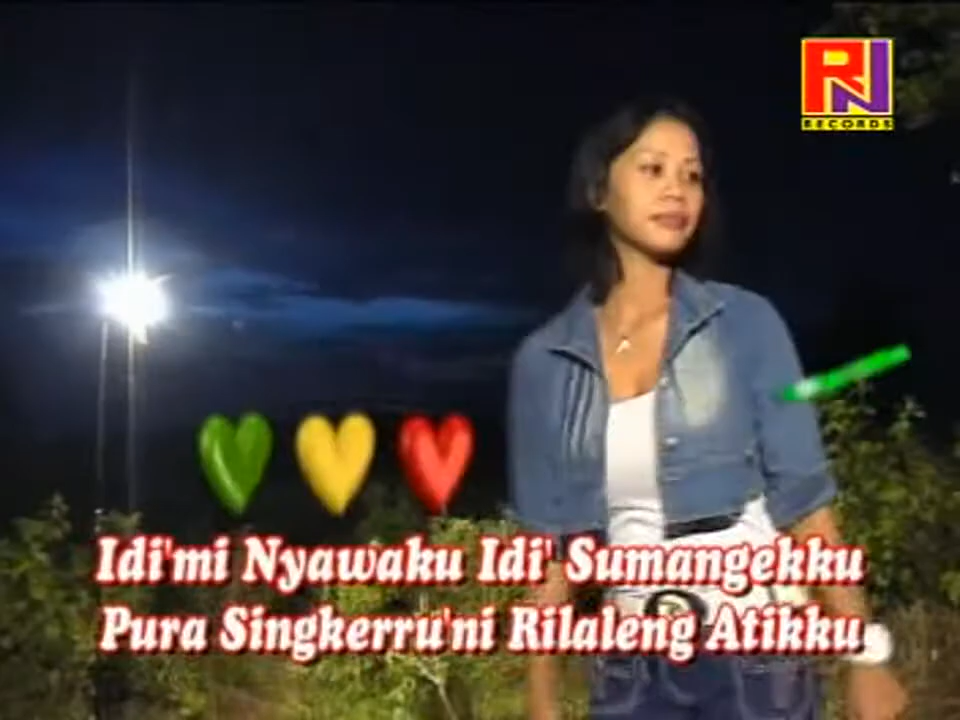 RN
RECORDS
Idi'mi Nyawaku Idi' Sumangekku
Pura Singkerru'ni Rilaleng Atikku